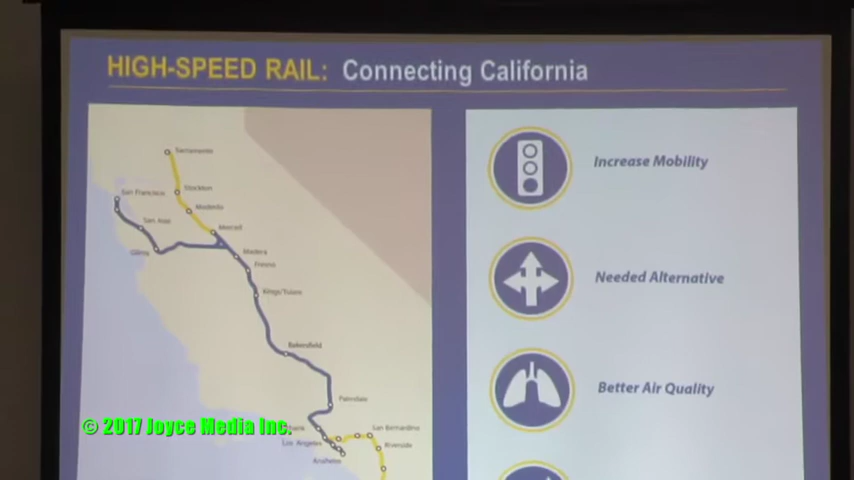 HIGH-SPEED RAIL: Connecting California
Sacramento
Stockton
Modesto
San Francisco
Merced
San Jose
Gilroy
Madera
Fresno
Kings/Tulare
Bakersfield
Palmdale
San Bernardino
Los Angeles
Riverside
Anaheim
Increase Mobility
Needed Alternative
Better Air Quality
© 2017 Joyce Media Inc.